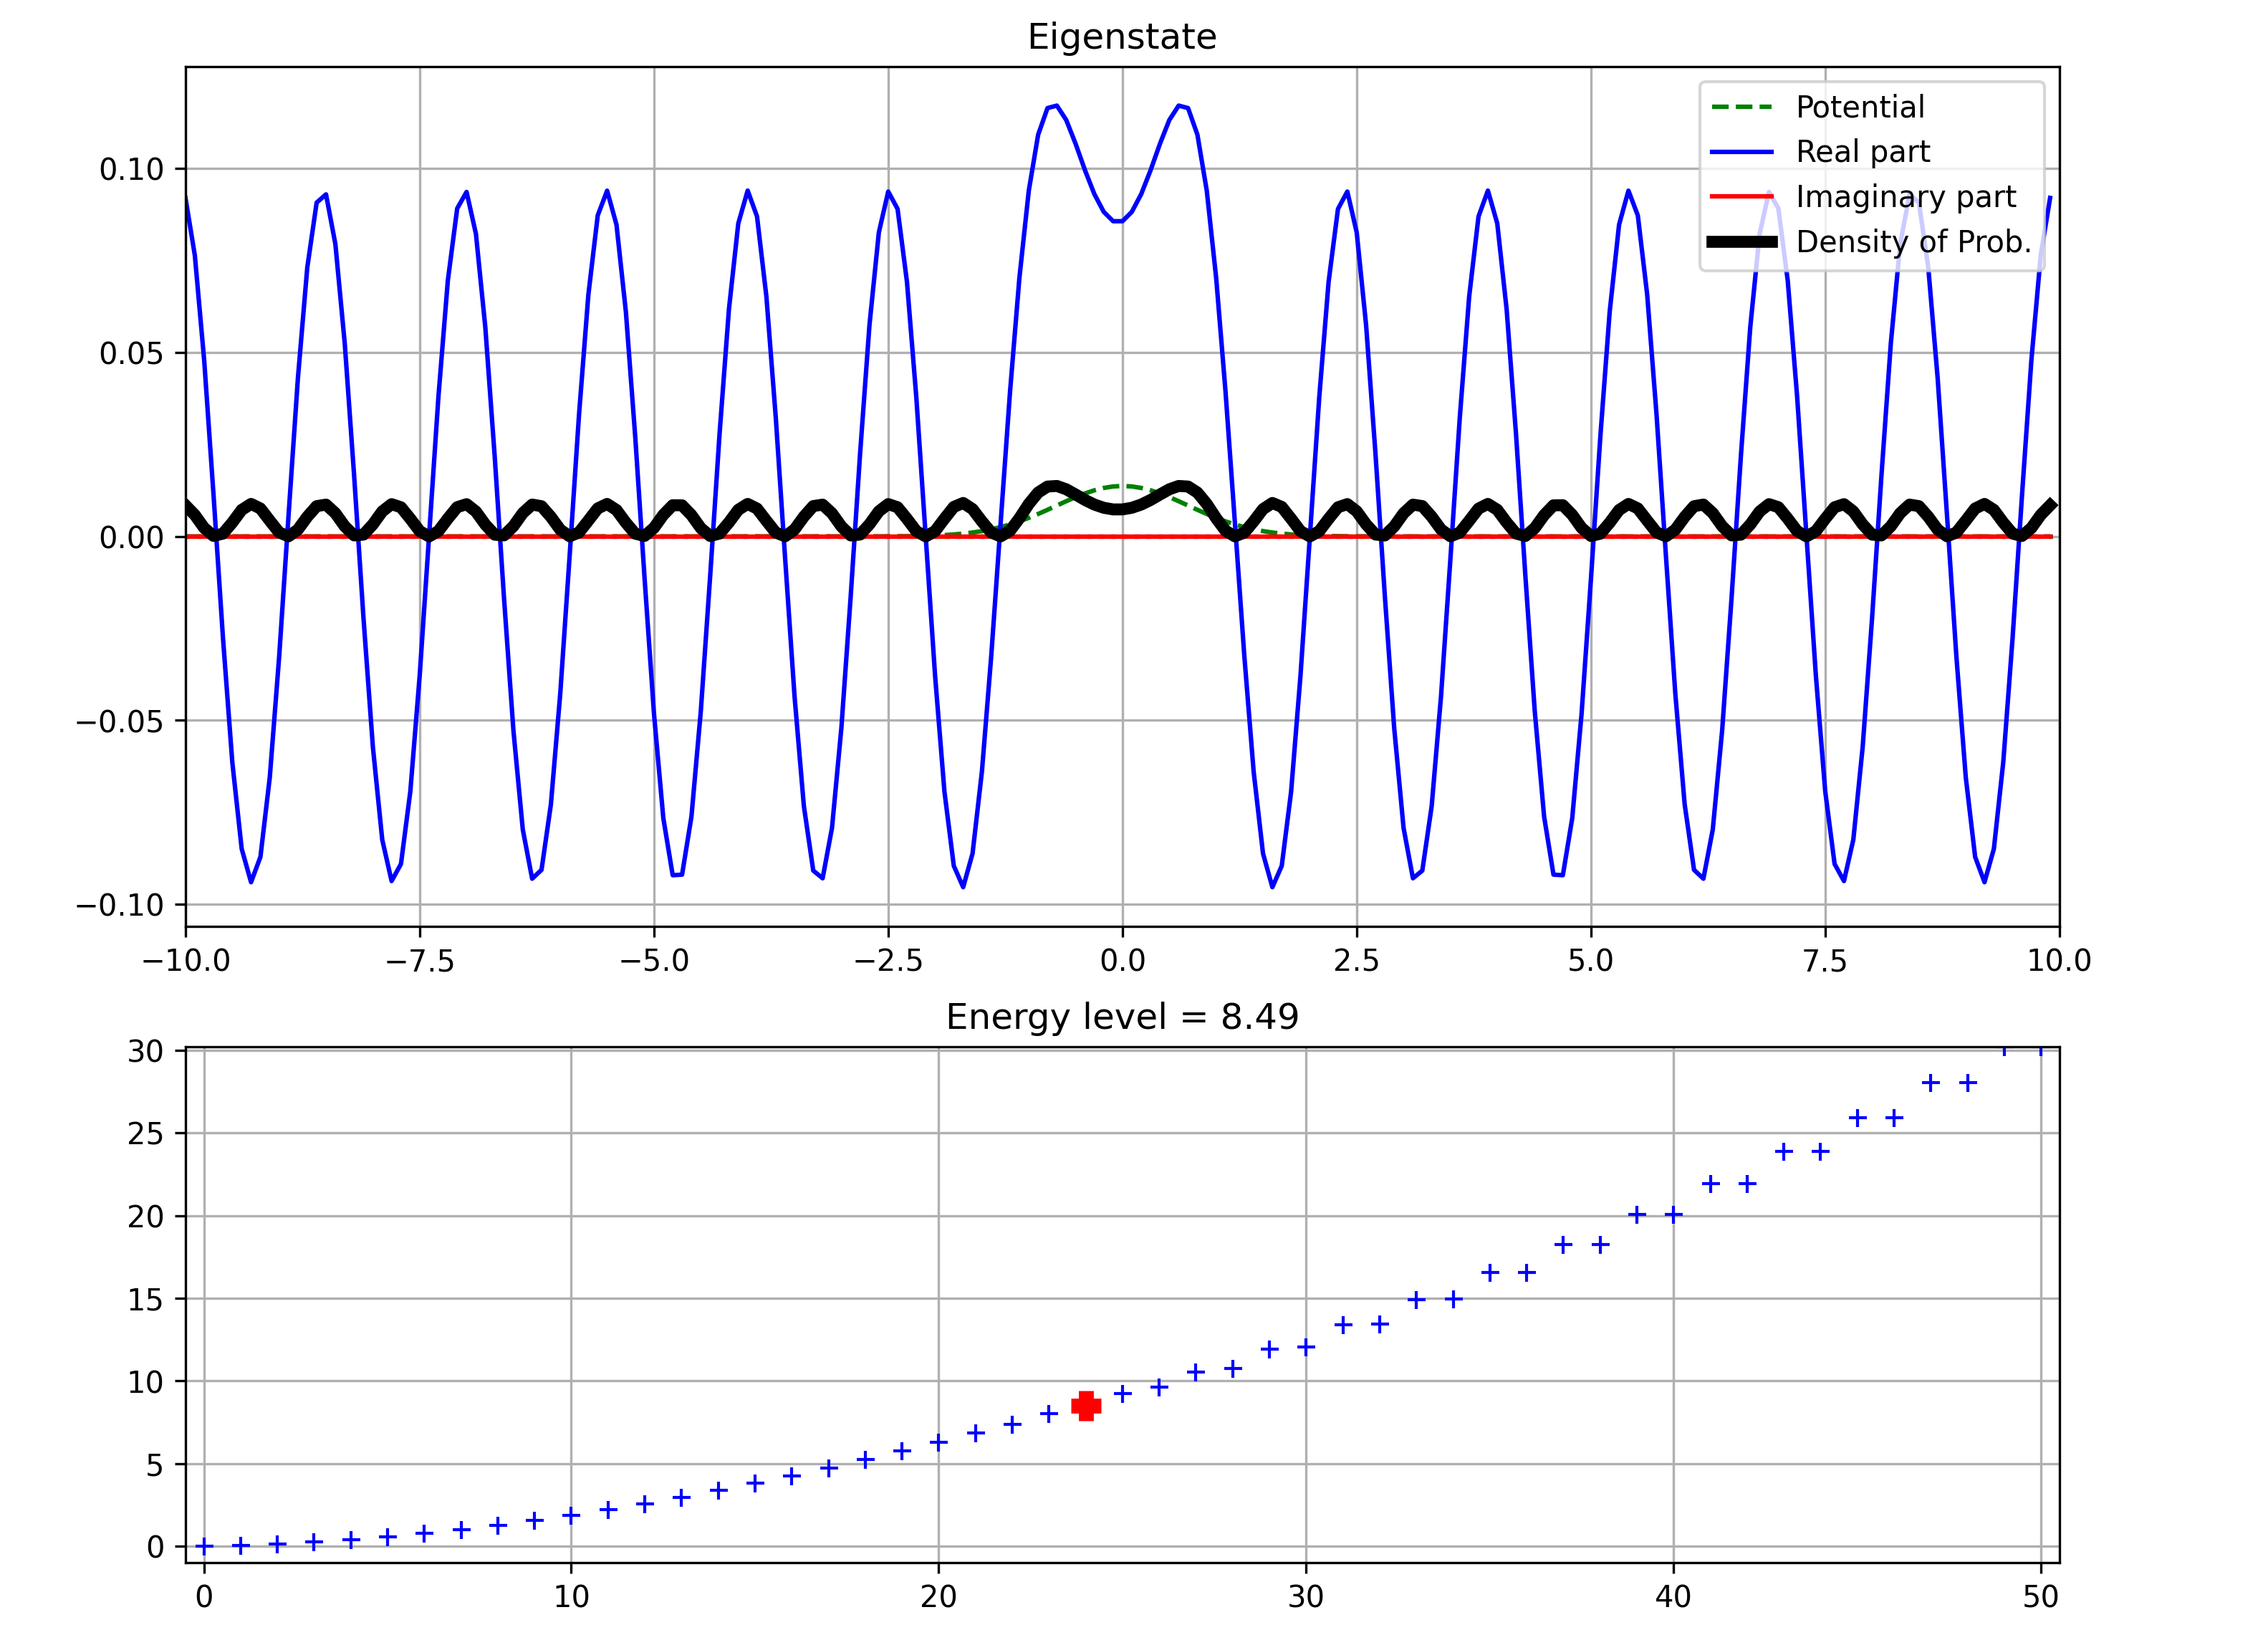 Eigenstate
Potential
Real part
Imaginary part
Density of Prob.
0.10
0.05
0.00
−0.05
−0.10
−10.0 −7.5 −5.0 −2.5 0.0 2.5 5.0 7.5 10.0
Energy level = 8.49
30
25
20
15
10
5
0
0 10 20 30 40 50